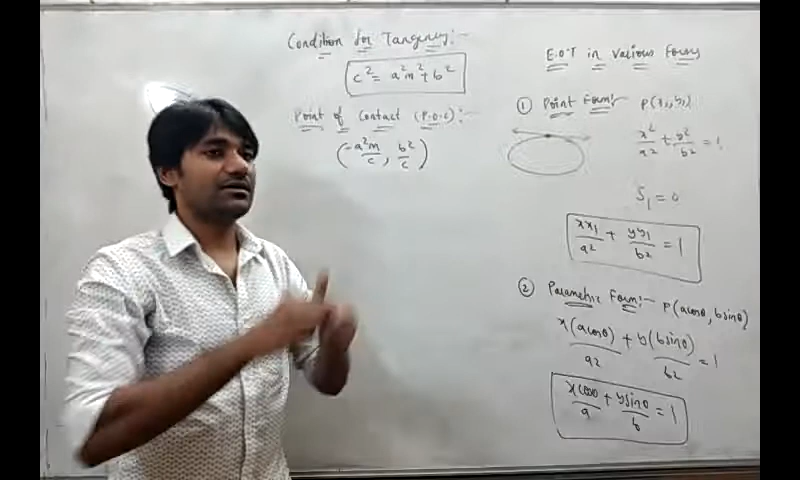 Condition for Tangency:-
c² = a²m² + b²
Point of Contact (P.O.C):-
(-a²m/c, b²/c)
E.O.T in Various Forms
① Point Form:- P(x₁, y₁)
x²/a² + y²/b² = 1
S₁ = 0
xx₁/a² + yy₁/b² = 1
② Parametric Form:- P(acosθ, bsinθ)
x(acosθ)/a² + y(bsinθ)/b² = 1
xcosθ/a + ysinθ/b = 1